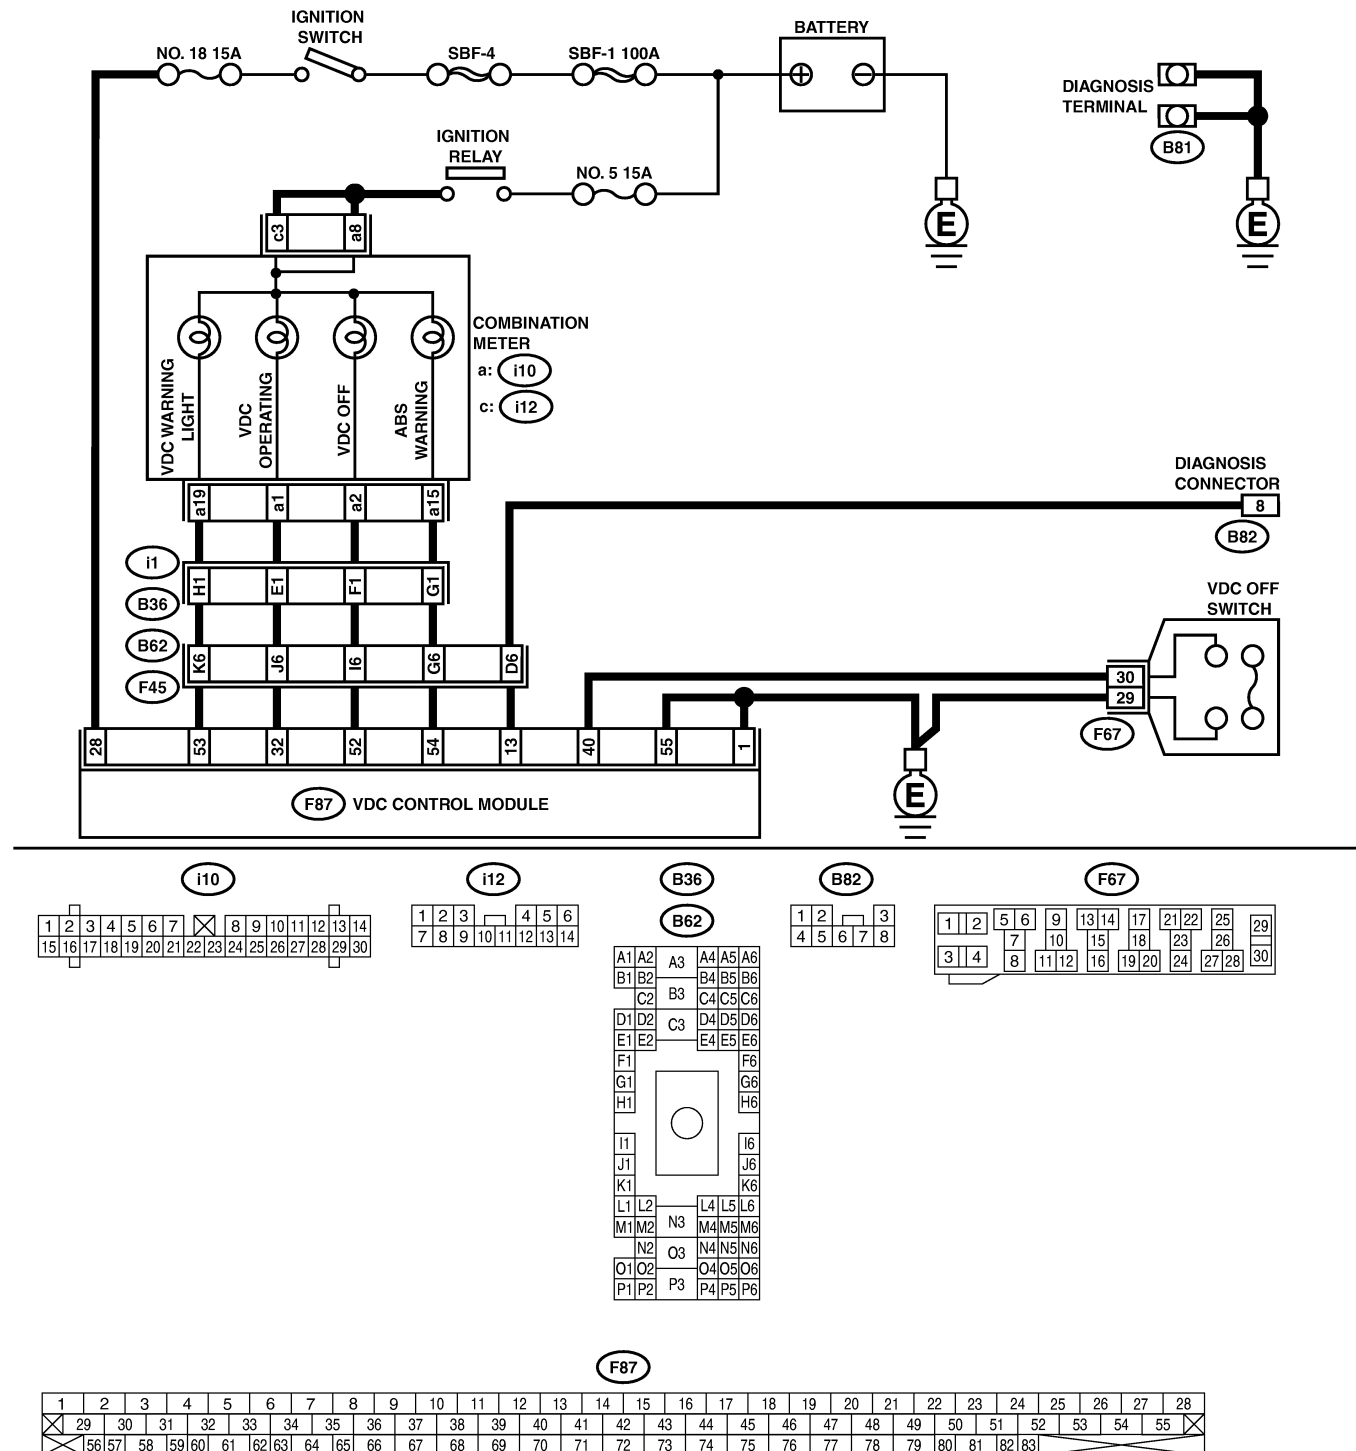 IGNITION
SWITCH
NO. 18 15A
SBF-4
SBF-1 100A
BATTERY
DIAGNOSIS
TERMINAL
B81
IGNITION
RELAY
NO. 5 15A
E
E
c3
a8
VDC WARNING
LIGHT
VDC
OPERATING
VDC OFF
ABS
WARNING
COMBINATION
METER
a: i10
c: i12
a19 a1 a2 a15
DIAGNOSIS
CONNECTOR
8
B82
i1
H1 E1 F1 G1
B36
B62
K6 J6 I6 G6 D6
F45
VDC OFF
SWITCH
30
29
F67
28 53 32 52 54 13 40 55 1
E
F87 VDC CONTROL MODULE
i10
1 2 3 4 5 6 7 8 9 10 11 12 13 14
15 16 17 18 19 20 21 22 23 24 25 26 27 28 29 30
i12
1 2 3 4 5 6
7 8 9 10 11 12 13 14
B36
B62
A1 A2 A3 A4 A5 A6
B1 B2 B3 B4 B5 B6
C2 C3 C4 C5 C6
D1 D2 D4 D5 D6
E1 E2 E4 E5 E6
F1 F6
G1 G6
H1 H6
I1 I6
J1 J6
K1 K6
L1 L2 L4 L5 L6
M1 M2 N3 M4 M5 M6
N2 O3 N4 N5 N6
O1 O2 O4 O5 O6
P1 P2 P3 P4 P5 P6
B82
1 2 3
4 5 6 7 8
F67
1 2 5 6 9 13 14 17 21 22 25 29
7 10 15 18 23 26
3 4 8 11 12 16 19 20 24 27 28 30
F87
1 2 3 4 5 6 7 8 9 10 11 12 13 14 15 16 17 18 19 20 21 22 23 24 25 26 27 28
29 30 31 32 33 34 35 36 37 38 39 40 41 42 43 44 45 46 47 48 49 50 51 52 53 54 55
56 57 58 59 60 61 62 63 64 65 66 67 68 69 70 71 72 73 74 75 76 77 78 79 80 81 82 83